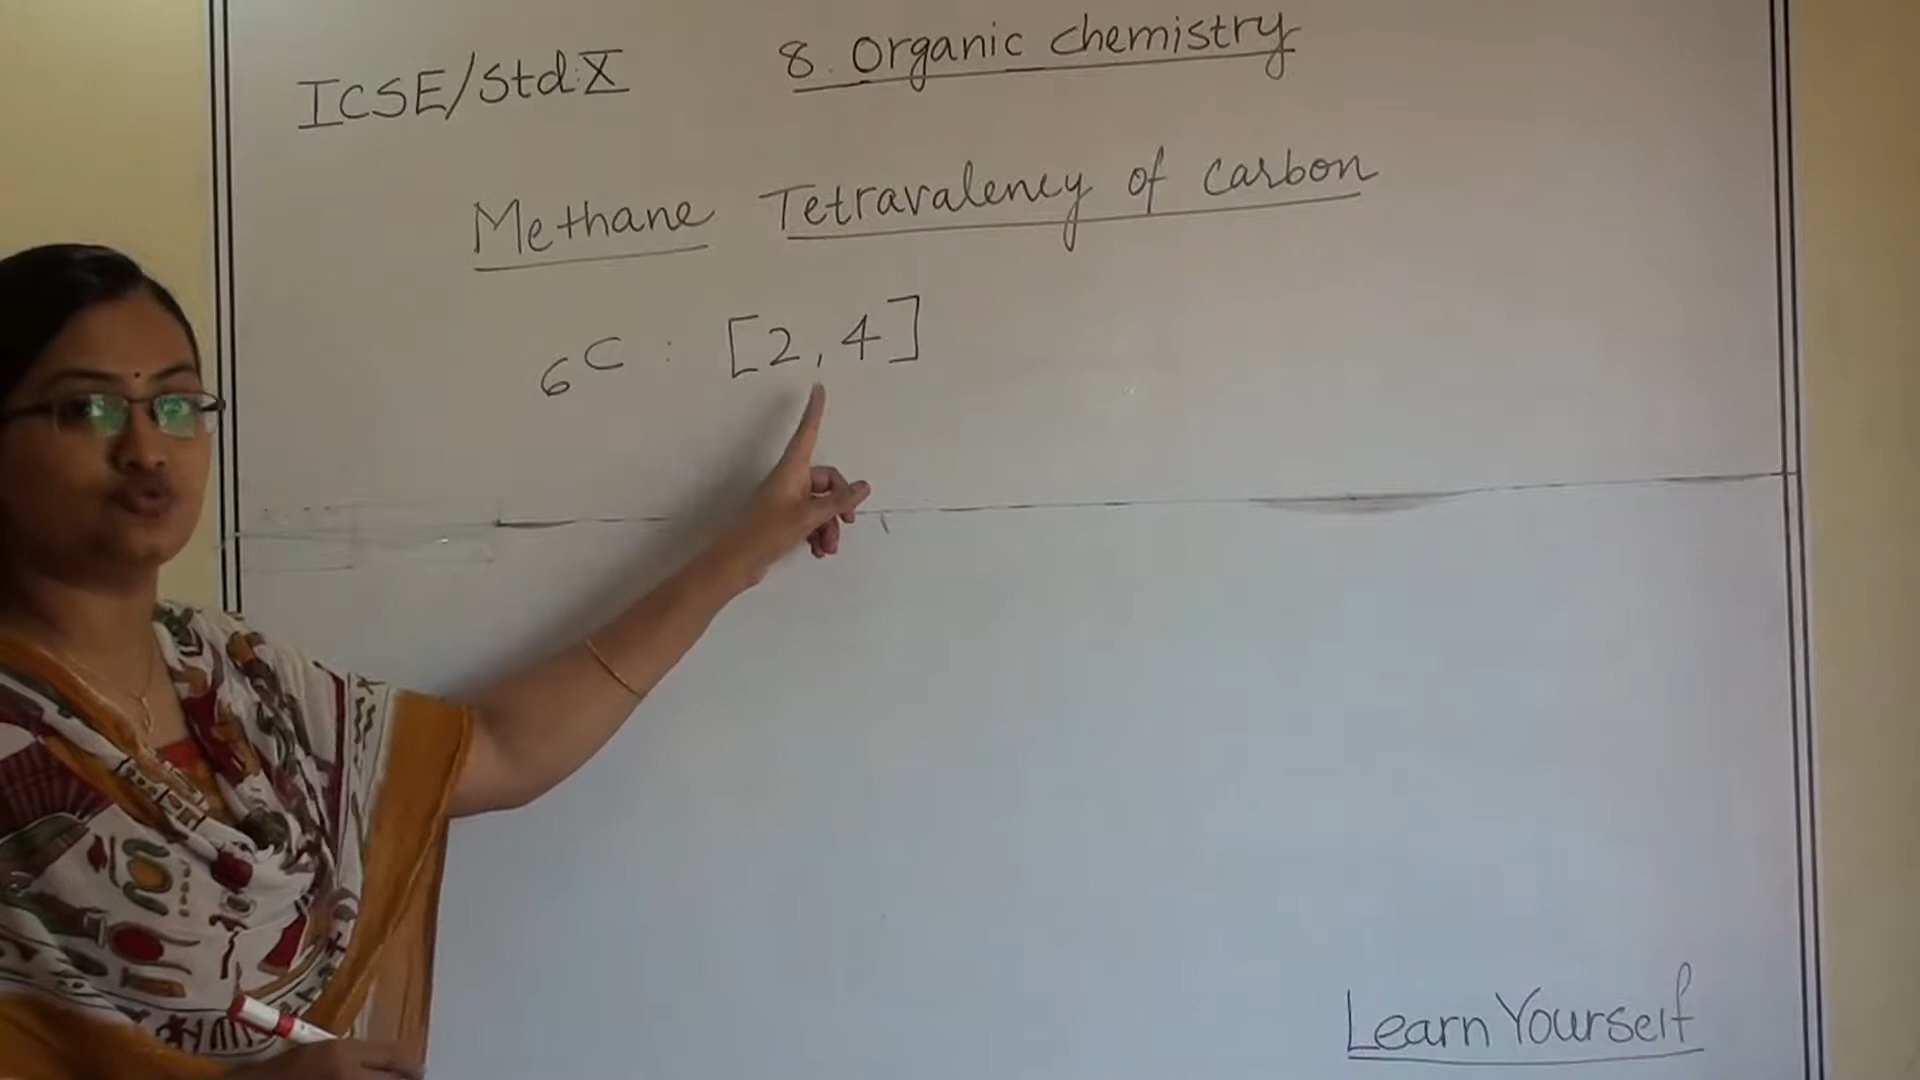 ICSE/Std:X 8. Organic chemistry
Methane Tetravalency of carbon
6C : [2,4]
Learn Yourself